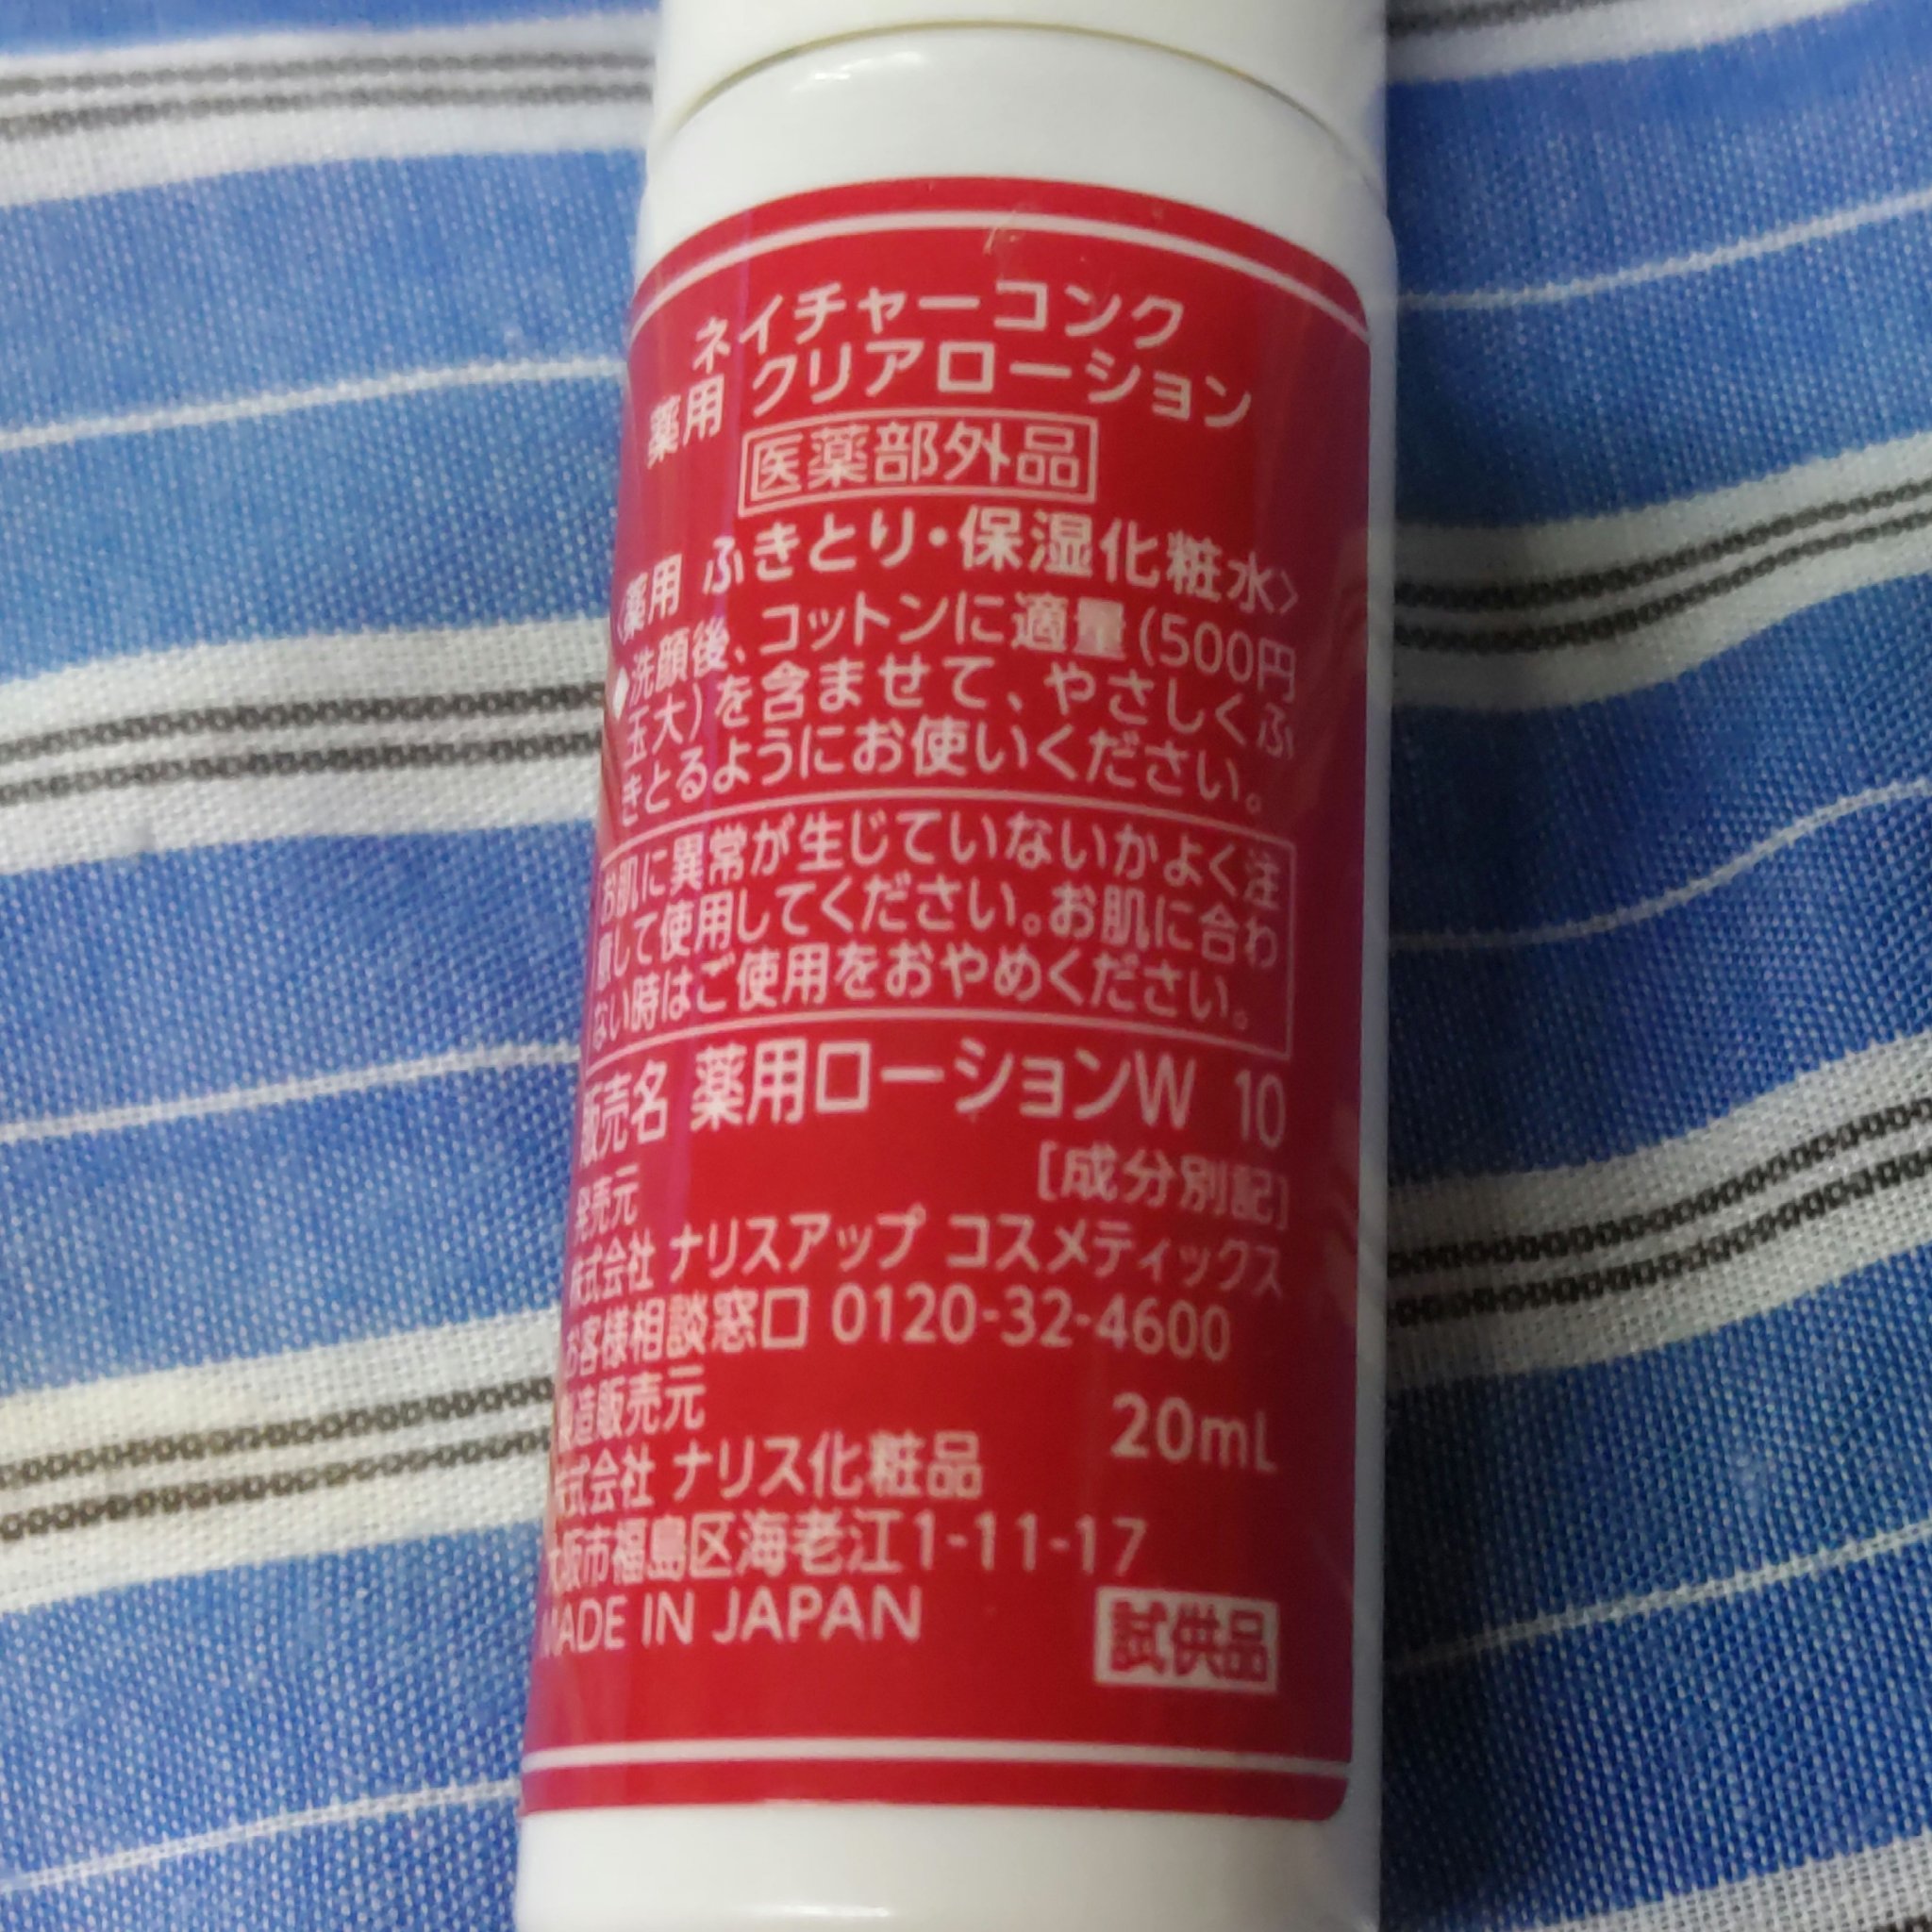 ネイチャーコンク
薬用 クリアローション
医薬部外品
〈薬用 ふきとり・保湿化粧水〉
◆洗顔後、コットンに適量(500円
玉大)を含ませて、やさしくふ
きとるようにお使いください。
お肌に異常が生じていないかよく注
意して使用してください。お肌に合わ
ない時はご使用をおやめください。
販売名 薬用ローションW 10
[成分別記]
発売元
株式会社 ナリスアップ コスメティックス
お客様相談窓口 0120-32-4600
製造販売元
20mL
株式会社 ナリス化粧品
大阪市福島区海老江1-11-17
MADE IN JAPAN
試供品